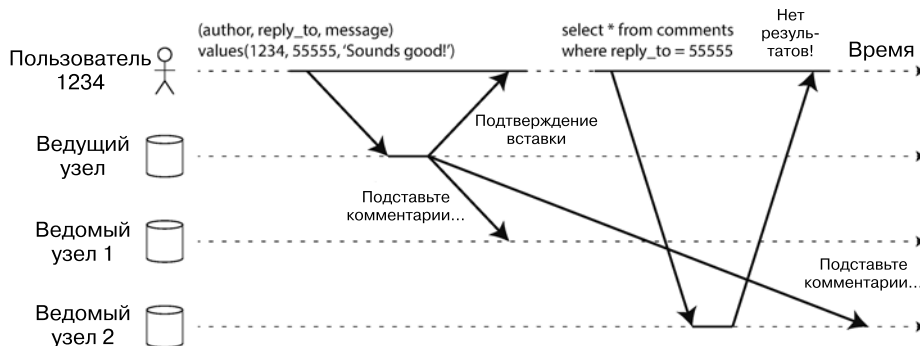 (author, reply_to, message)
values(1234, 55555, 'Sounds good!')
select * from comments
where reply_to = 55555
Нет
резуль-
татов!
Время
Пользователь
1234
Подтверждение
вставки
Ведущий
узел
Подставьте
комментарии...
Ведомый
узел 1
Подставьте
комментарии...
Ведомый
узел 2